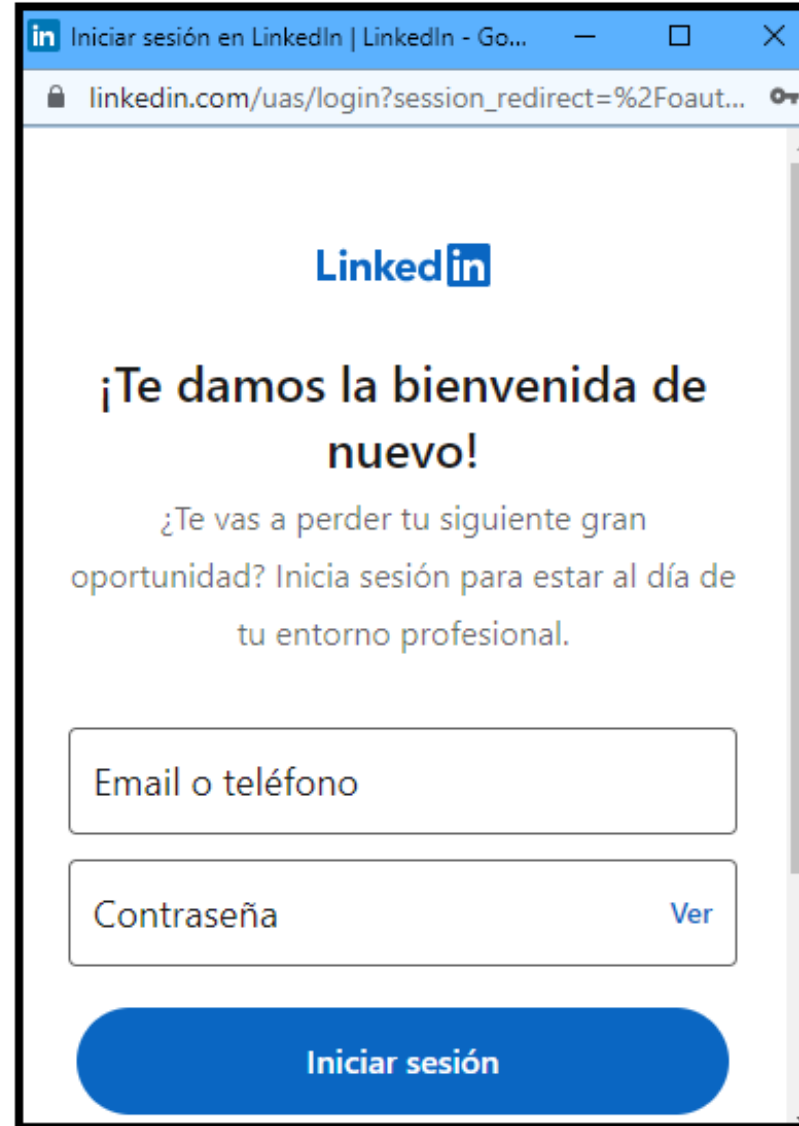 in Iniciar sesión en LinkedIn | LinkedIn - Go...
linkedin.com/uas/login?session_redirect=%2Foaut...
Linkedin
¡Te damos la bienvenida de
nuevo!
¿Te vas a perder tu siguiente gran
oportunidad? Inicia sesión para estar al día de
tu entorno profesional.
Email o teléfono
Contraseña Ver
Iniciar sesión